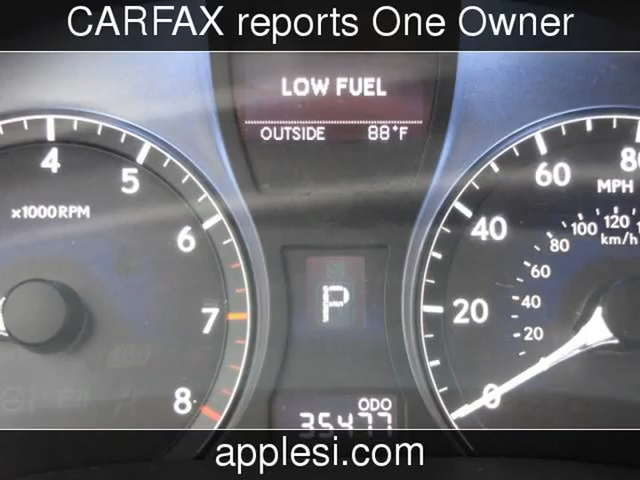 CARFAX reports One Owner
LOW FUEL
OUTSIDE 88°F
4
5
x1000RPM
6
7
8
P
ODO
35477
80
60
MPH
40
100 120
km/h
80
60
20
40
20
0
applesi.com